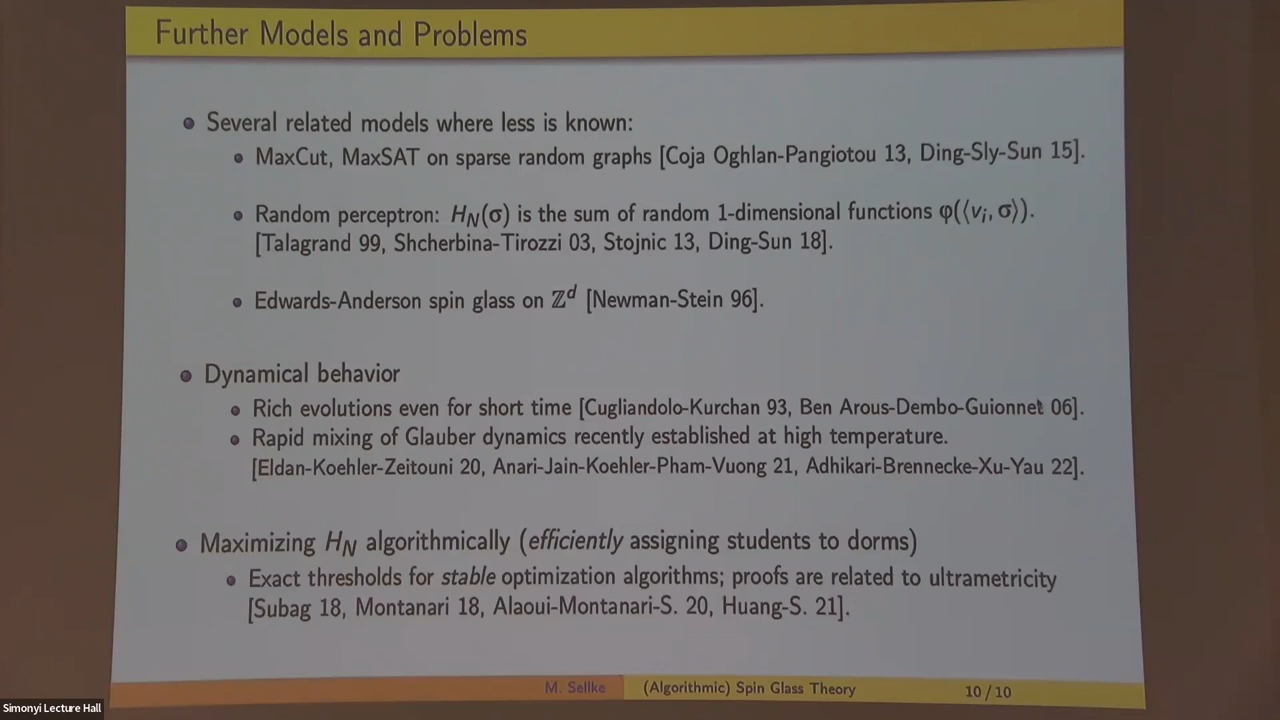 Further Models and Problems
Several related models where less is known:
MaxCut, MaxSAT on sparse random graphs [Coja Oghlan-Pangiotou 13, Ding-Sly-Sun 15].
Random perceptron: H_N(σ) is the sum of random 1-dimensional functions φ(⟨v_i, σ⟩).
[Talagrand 99, Shcherbina-Tirozzi 03, Stojnic 13, Ding-Sun 18].
Edwards-Anderson spin glass on ℤ^d [Newman-Stein 96].
Dynamical behavior
Rich evolutions even for short time [Cugliandolo-Kurchan 93, Ben Arous-Dembo-Guionnet 06].
Rapid mixing of Glauber dynamics recently established at high temperature.
[Eldan-Koehler-Zeitouni 20, Anari-Jain-Koehler-Pham-Vuong 21, Adhikari-Brennecke-Xu-Yau 22].
Maximizing H_N algorithmically (efficiently assigning students to dorms)
Exact thresholds for stable optimization algorithms; proofs are related to ultrametricity
[Subag 18, Montanari 18, Alaoui-Montanari-S. 20, Huang-S. 21].
M. Sellke (Algorithmic) Spin Glass Theory 10 / 10
Simonyi Lecture Hall